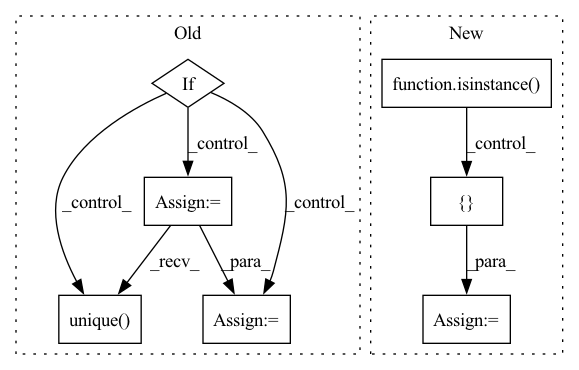 Old
New
If
function.isinstance()
_control_
_control_
_control_
_control_
Assign:=
{}
_recv_
_para_
_para_
unique()
Assign:=
Assign:=